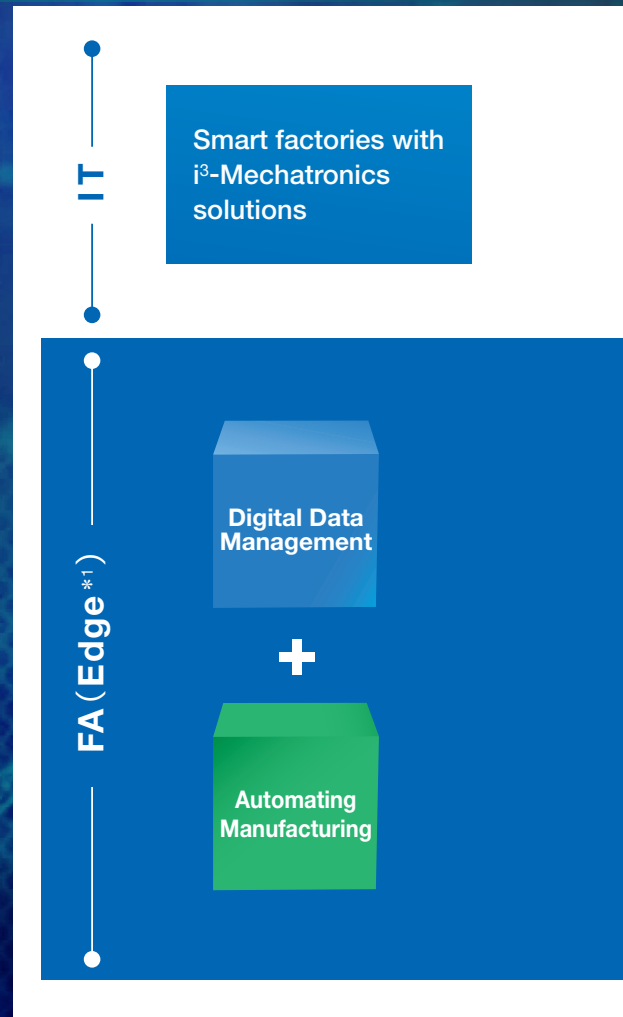 IT
Smart factories with
i³-Mechatronics
solutions
FA(Edge*¹)
Digital Data
Management
+
Automating
Manufacturing